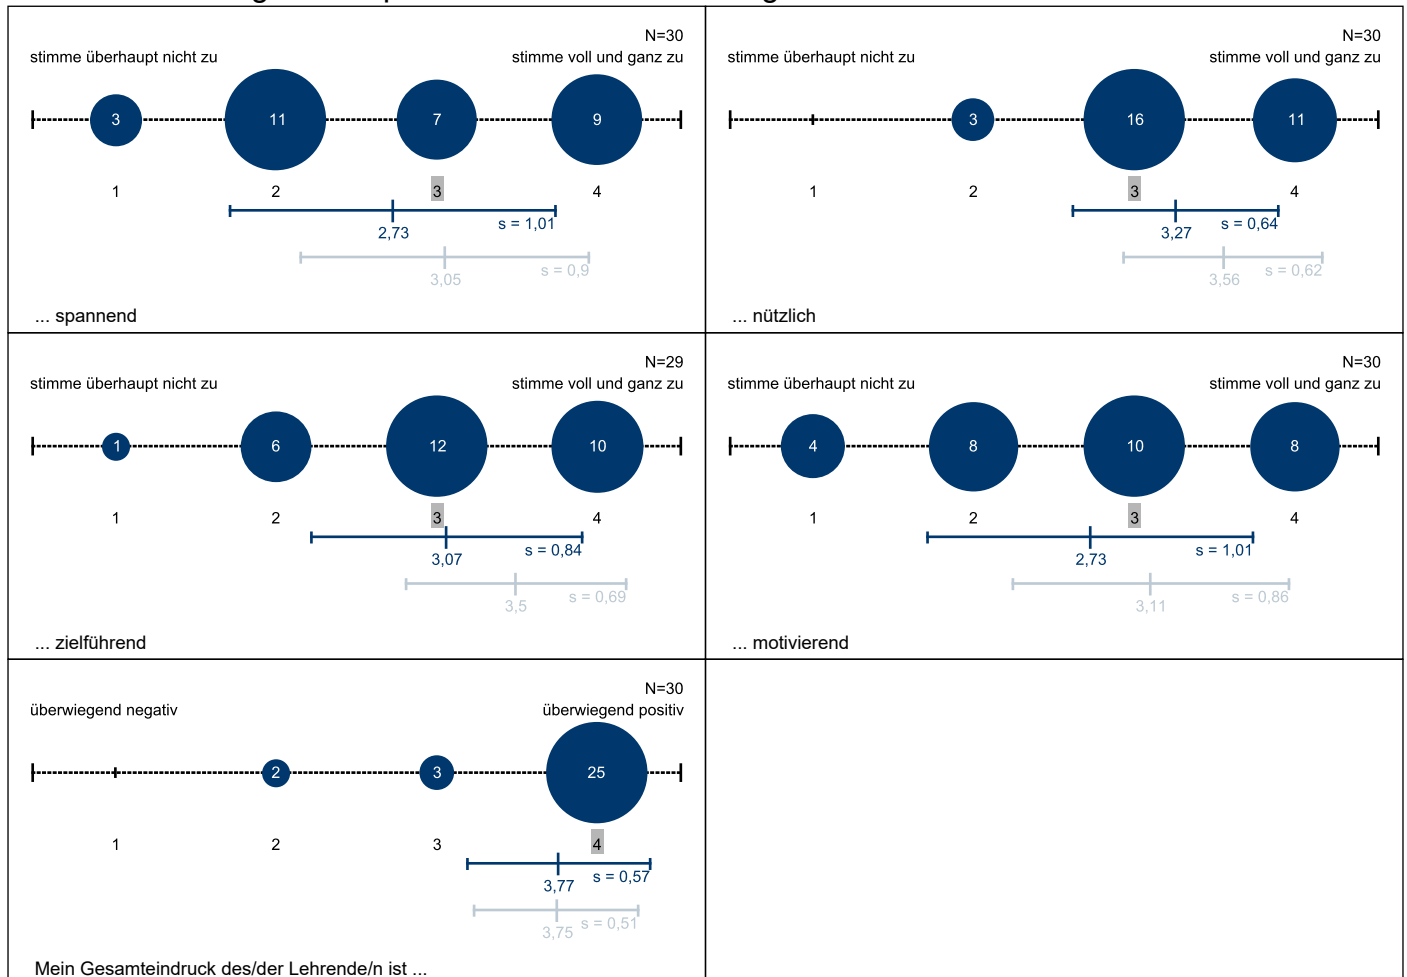 N=30
stimme überhaupt nicht zu stimme voll und ganz zu
3 11 7 9
1 2 3 4
2,73 s = 1,01
3,05 s = 0,9
... spannend
N=30
stimme überhaupt nicht zu stimme voll und ganz zu
3 16 11
1 2 3 4
3,27 s = 0,64
3,56 s = 0,62
... nützlich
N=29
stimme überhaupt nicht zu stimme voll und ganz zu
1 6 12 10
1 2 3 4
3,07 s = 0,84
3,5 s = 0,69
... zielführend
N=30
stimme überhaupt nicht zu stimme voll und ganz zu
4 8 10 8
1 2 3 4
2,73 s = 1,01
3,11 s = 0,86
... motivierend
N=30
überwiegend negativ überwiegend positiv
2 3 25
1 2 3 4
3,77 s = 0,57
3,75 s = 0,51
Mein Gesamteindruck des/der Lehrende/n ist ...